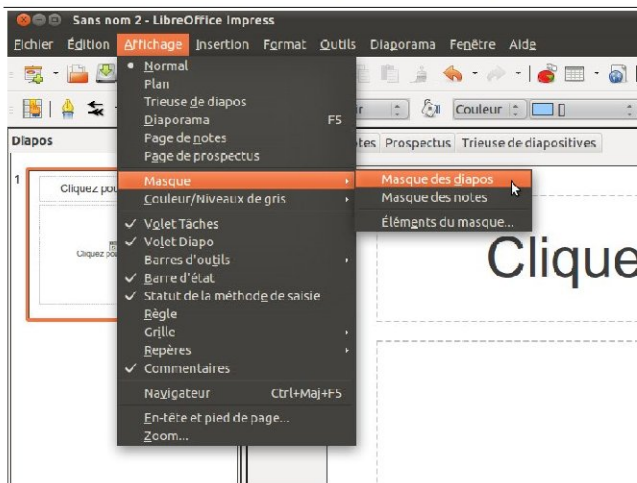 Sans nom 2 - LibreOffice Impress
Fichier Édition Affichage Insertion Format Outils Diaporama Fenêtre Aide
Normal
Plan
Trieuse de diapos
Diaporama F5
Page de notes
Page de prospectus
Masque
Couleur/Niveaux de gris
Volet Tâches
Volet Diapo
Barres d'outils
Barre d'état
Statut de la méthode de saisie
Règle
Grille
Repères
Commentaires
Navigateur Ctrl+Maj+F5
En-tête et pied de page...
Zoom...
Masque des diapos
Masque des notes
Éléments du masque...
Couleur
Diapos
Prospectus Trieuse de diapositives
1
Cliquez pou
Cliquez po
Clique